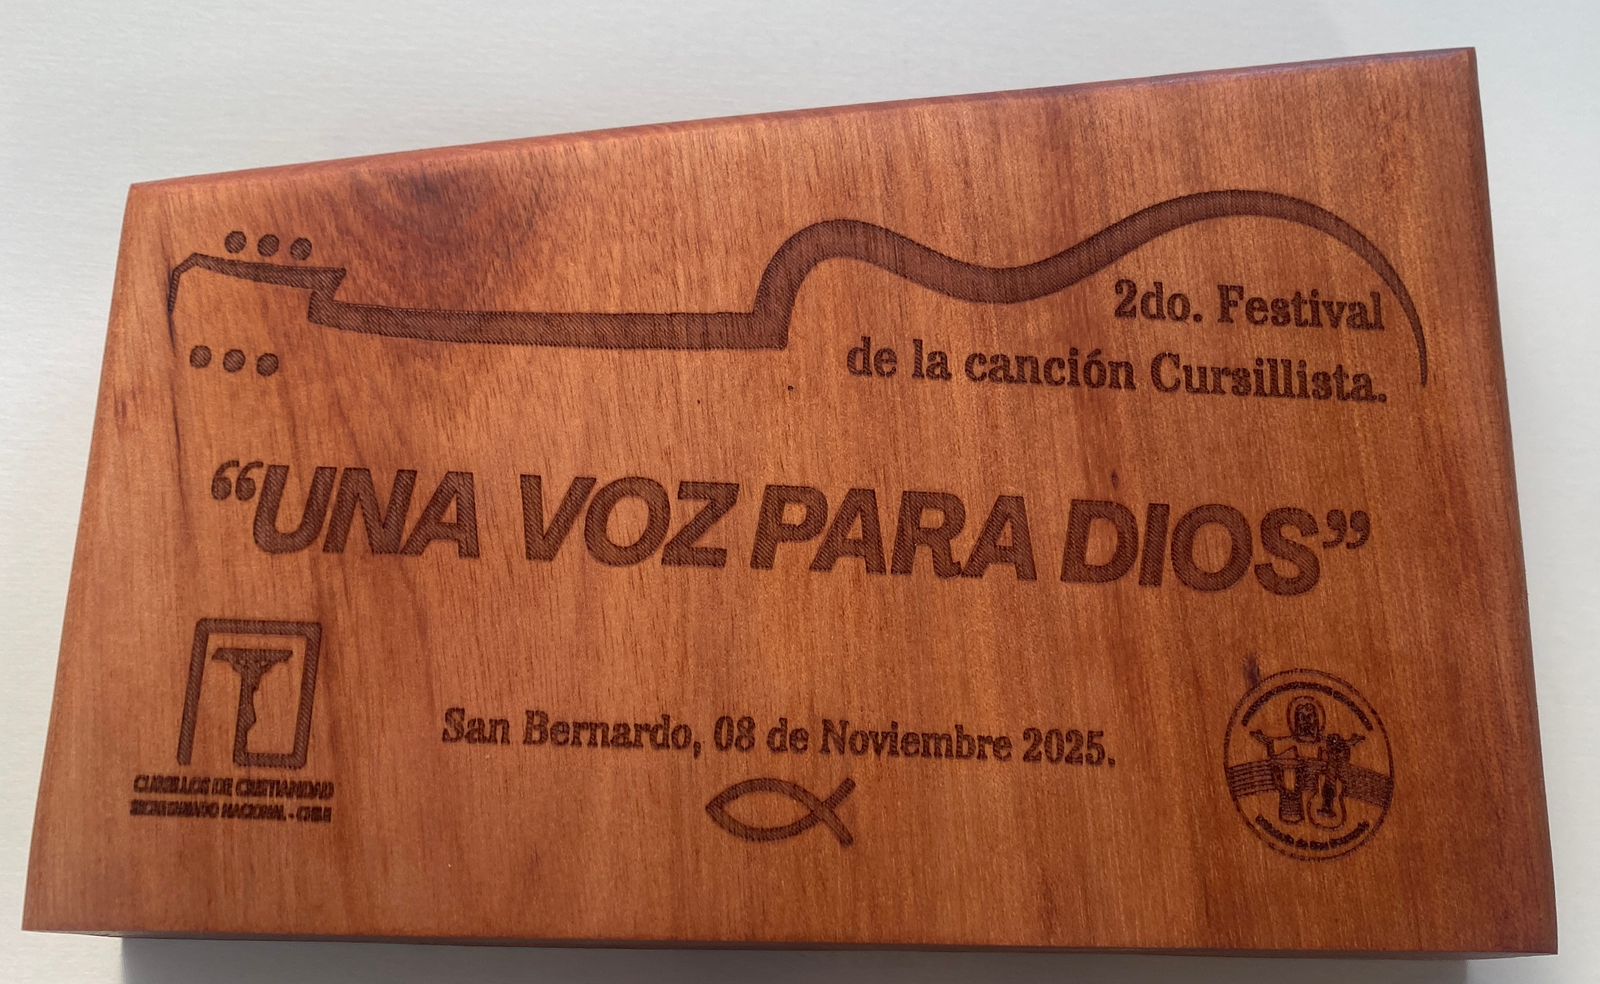 2do. Festival
de la canción Cursillista.
“UNA VOZ PARA DIOS”
San Bernardo, 08 de Noviembre 2025.
CURSILLOS DE CRISTIANDAD
SECRETARIADO NACIONAL - CHILE